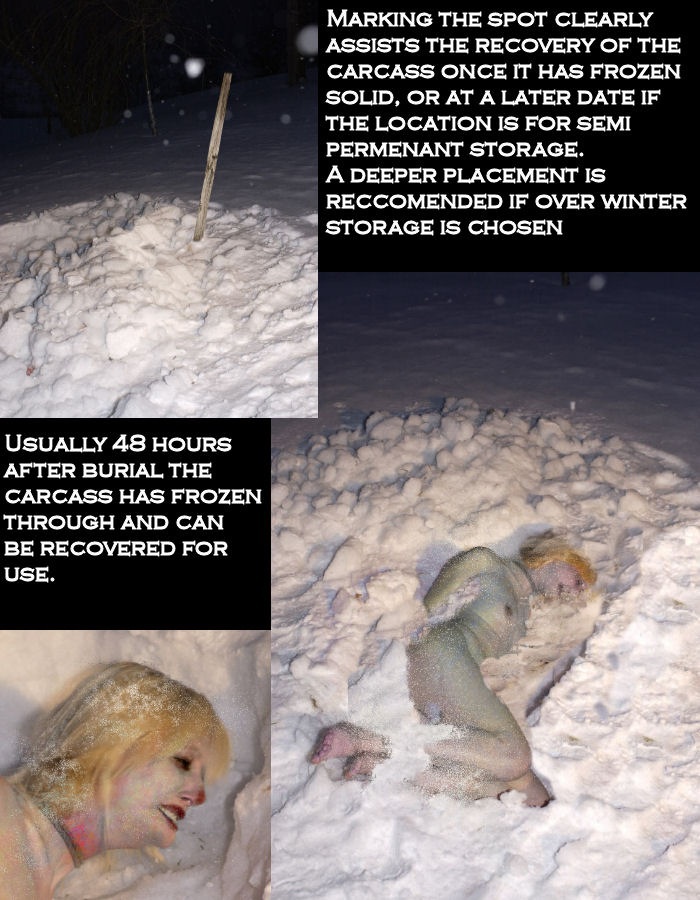 Marking the spot clearly
assists the recovery of the
carcass once it has frozen
solid, or at a later date if
the location is for semi
permenant storage.
A deeper placement is
reccomended if over winter
storage is chosen
Usually 48 hours
after burial the
carcass has frozen
through and can
be recovered for
use.